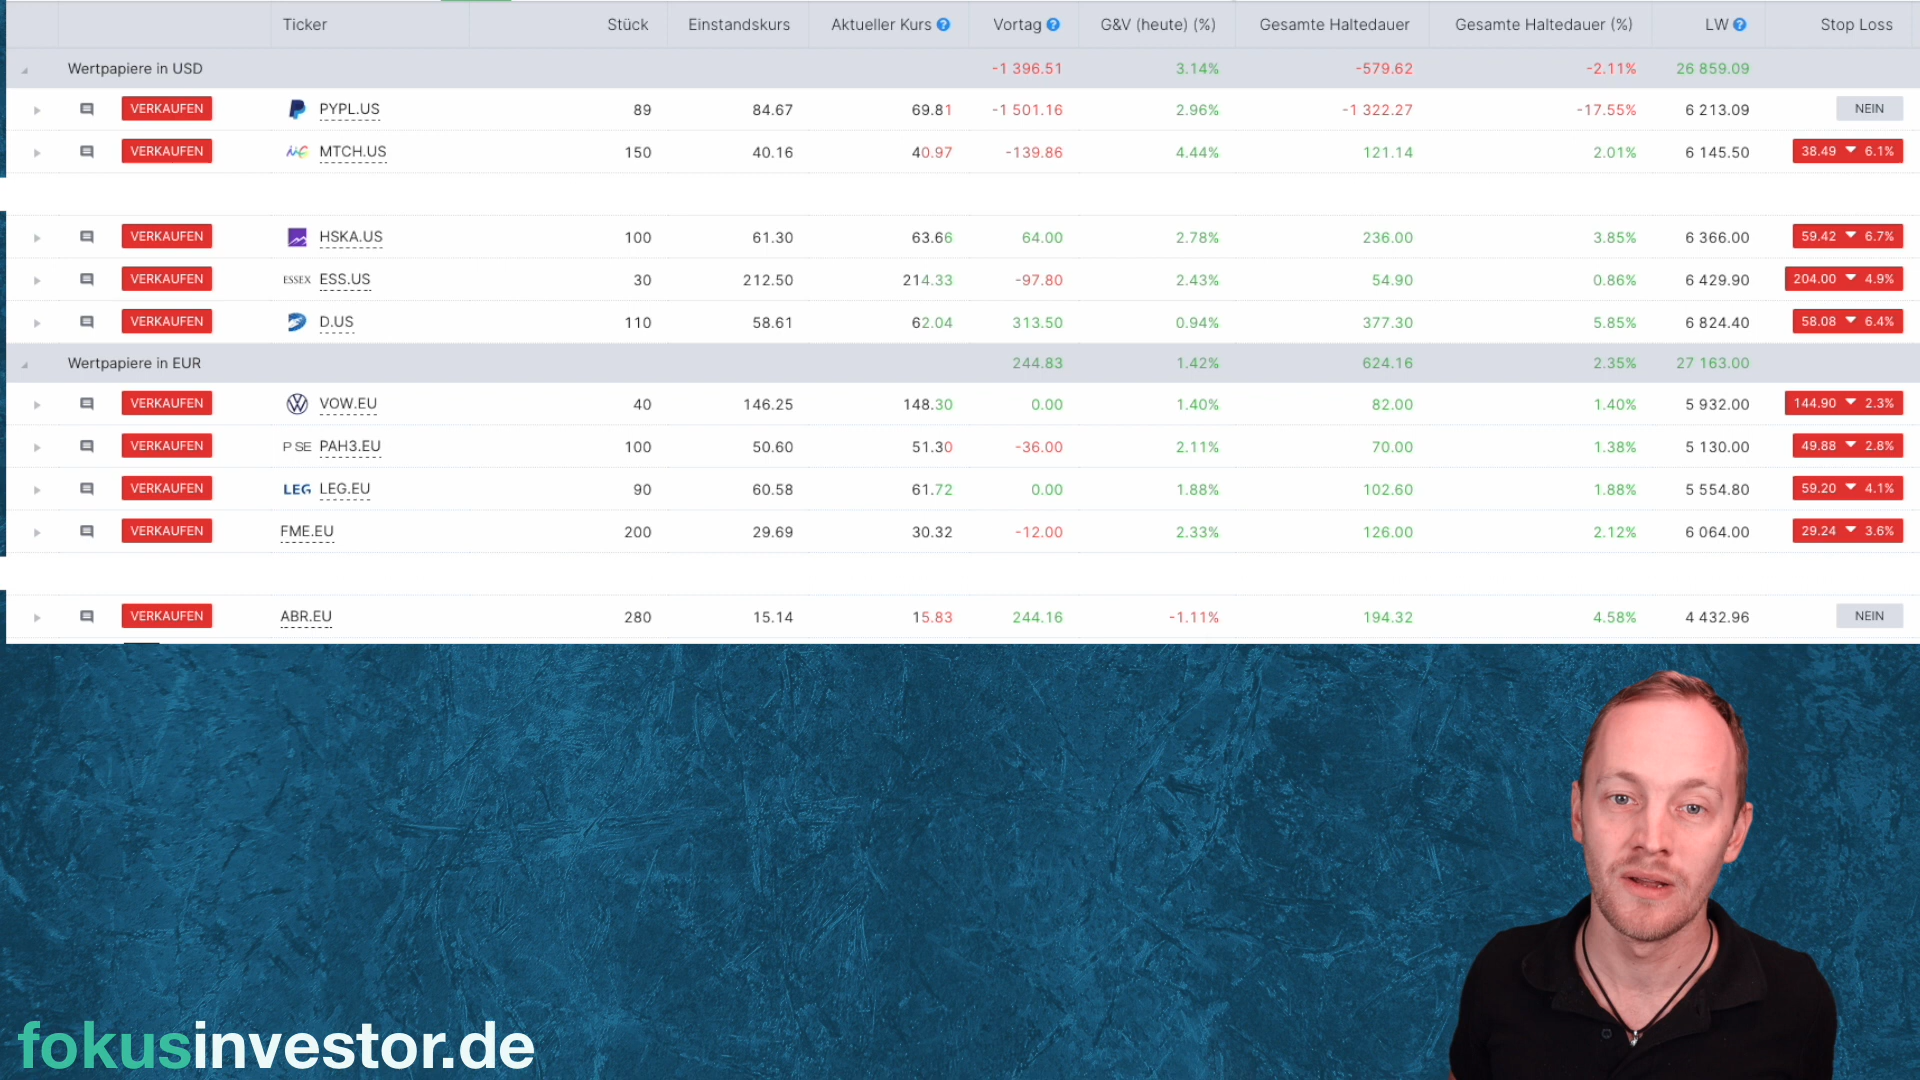 Ticker Stück Einstandskurs Aktueller Kurs ? Vortag ? G&V (heute) (%) Gesamte Haltedauer Gesamte Haltedauer (%) LW ? Stop Loss
Wertpapiere in USD -1 396.51 3.14% -579.62 -2.11% 26 859.09
VERKAUFEN PYPL.US 89 84.67 69.81 -1 501.16 2.96% -1 322.27 -17.55% 6 213.09 NEIN
VERKAUFEN MTCH.US 150 40.16 40.97 -139.86 4.44% 121.14 2.01% 6 145.50 38.49 6.1%
VERKAUFEN HSKA.US 100 61.30 63.66 64.00 2.78% 236.00 3.85% 6 366.00 59.42 6.7%
VERKAUFEN ESSEX ESS.US 30 212.50 214.33 -97.80 2.43% 54.90 0.86% 6 429.90 204.00 4.9%
VERKAUFEN D.US 110 58.61 62.04 313.50 0.94% 377.30 5.85% 6 824.40 58.08 6.4%
Wertpapiere in EUR 244.83 1.42% 624.16 2.35% 27 163.00
VERKAUFEN VOW.EU 40 146.25 148.30 0.00 1.40% 82.00 1.40% 5 932.00 144.90 2.3%
VERKAUFEN P SE PAH3.EU 100 50.60 51.30 -36.00 2.11% 70.00 1.38% 5 130.00 49.88 2.8%
VERKAUFEN LEG LEG.EU 90 60.58 61.72 0.00 1.88% 102.60 1.88% 5 554.80 59.20 4.1%
VERKAUFEN FME.EU 200 29.69 30.32 -12.00 2.33% 126.00 2.12% 6 064.00 29.24 3.6%
VERKAUFEN ABR.EU 280 15.14 15.83 244.16 -1.11% 194.32 4.58% 4 432.96 NEIN
fokusinvestor.de